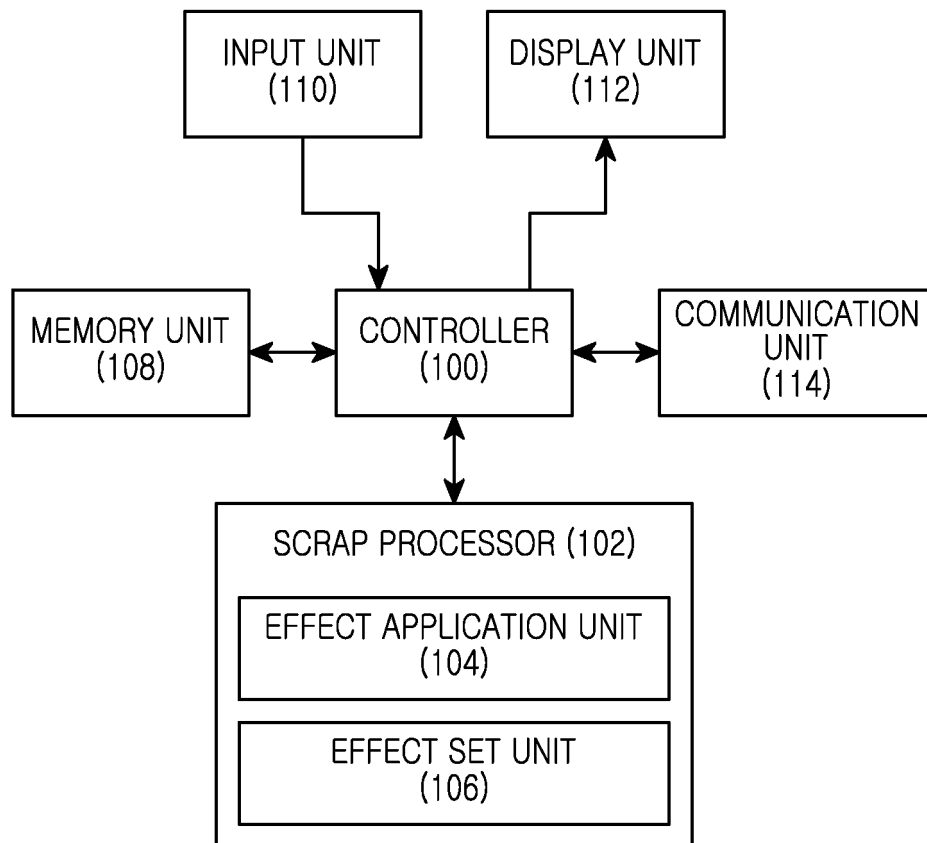 INPUT UNIT
(110)
DISPLAY UNIT
(112)
MEMORY UNIT
(108)
CONTROLLER
(100)
COMMUNICATION
UNIT
(114)
SCRAP PROCESSOR (102)
EFFECT APPLICATION UNIT
(104)
EFFECT SET UNIT
(106)